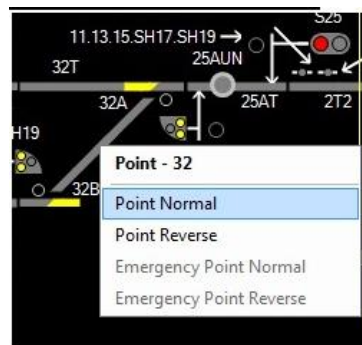 S25
11.13.15.SH17.SH19
25AUN
32T
32A
25AT
2T2
H19
32B
Point - 32
Point Normal
Point Reverse
Emergency Point Normal
Emergency Point Reverse